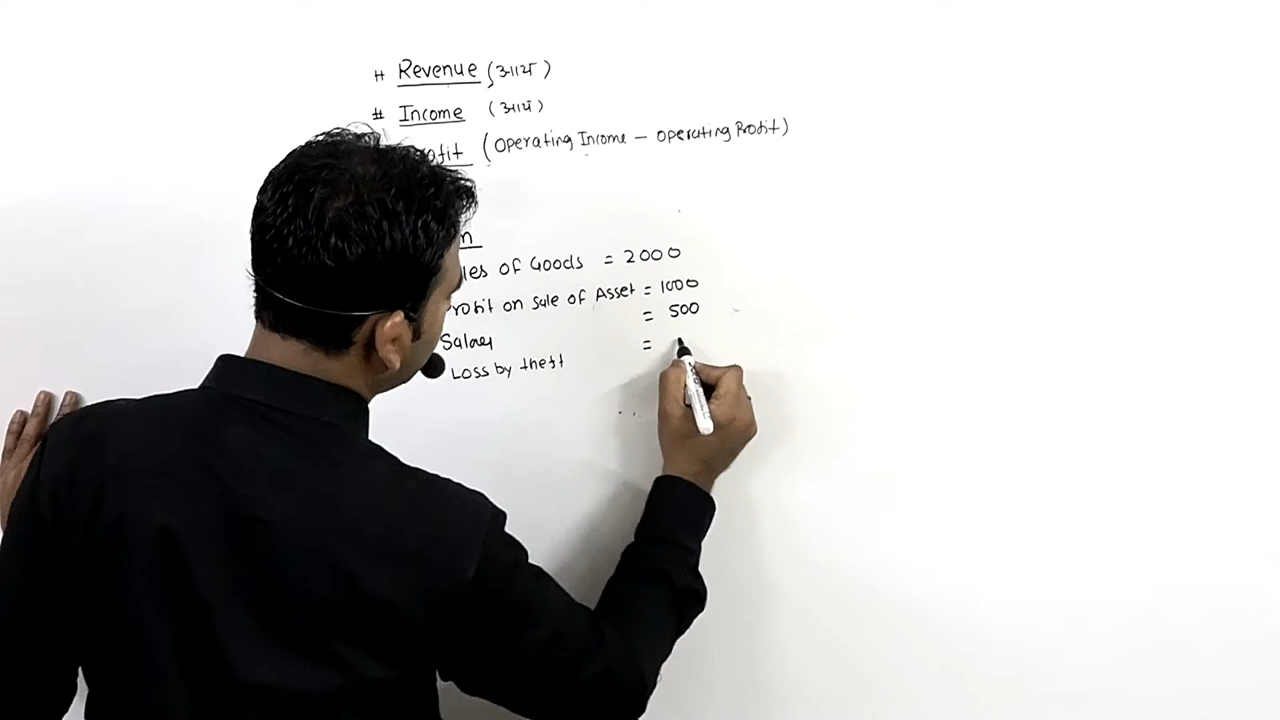 # Revenue (आय)
# Income (आय)
ofit (Operating Income – Operating Profit)
n
les of Goods = 2000
rofit on sale of Asset = 1000
Salary = 500
Loss by theft =